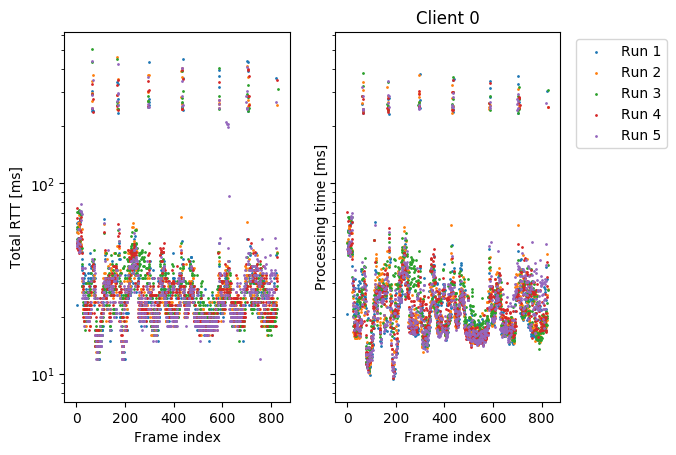 Client 0
Total RTT [ms]
10²
10¹
0
200
400
600
800
Frame index
Processing time [ms]
0
200
400
600
800
Frame index
Run 1
Run 2
Run 3
Run 4
Run 5